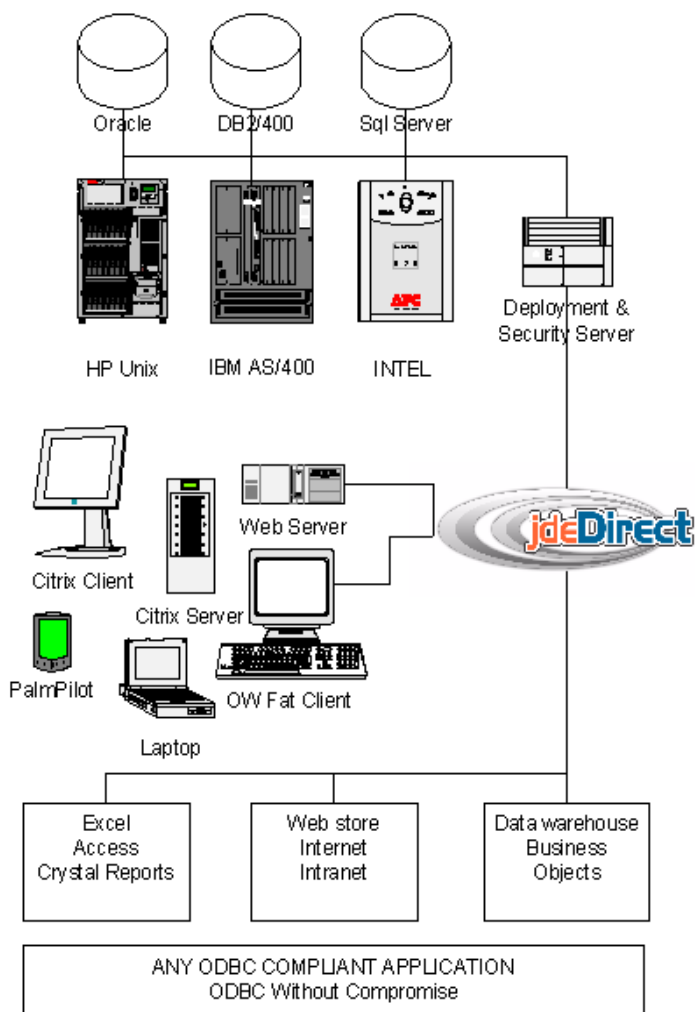 Oracle
DB2/400
Sql Server
APC
Deployment &
Security Server
HP Unix
IBM AS/400
INTEL
jdeDirect
Web Server
Citrix Client
Citrix Server
PalmPilot
OW Fat Client
Laptop
Excel
Access
Crystal Reports
Web store
Internet
Intranet
Data warehouse
Business
Objects
ANY ODBC COMPLIANT APPLICATION
ODBC Without Compromise